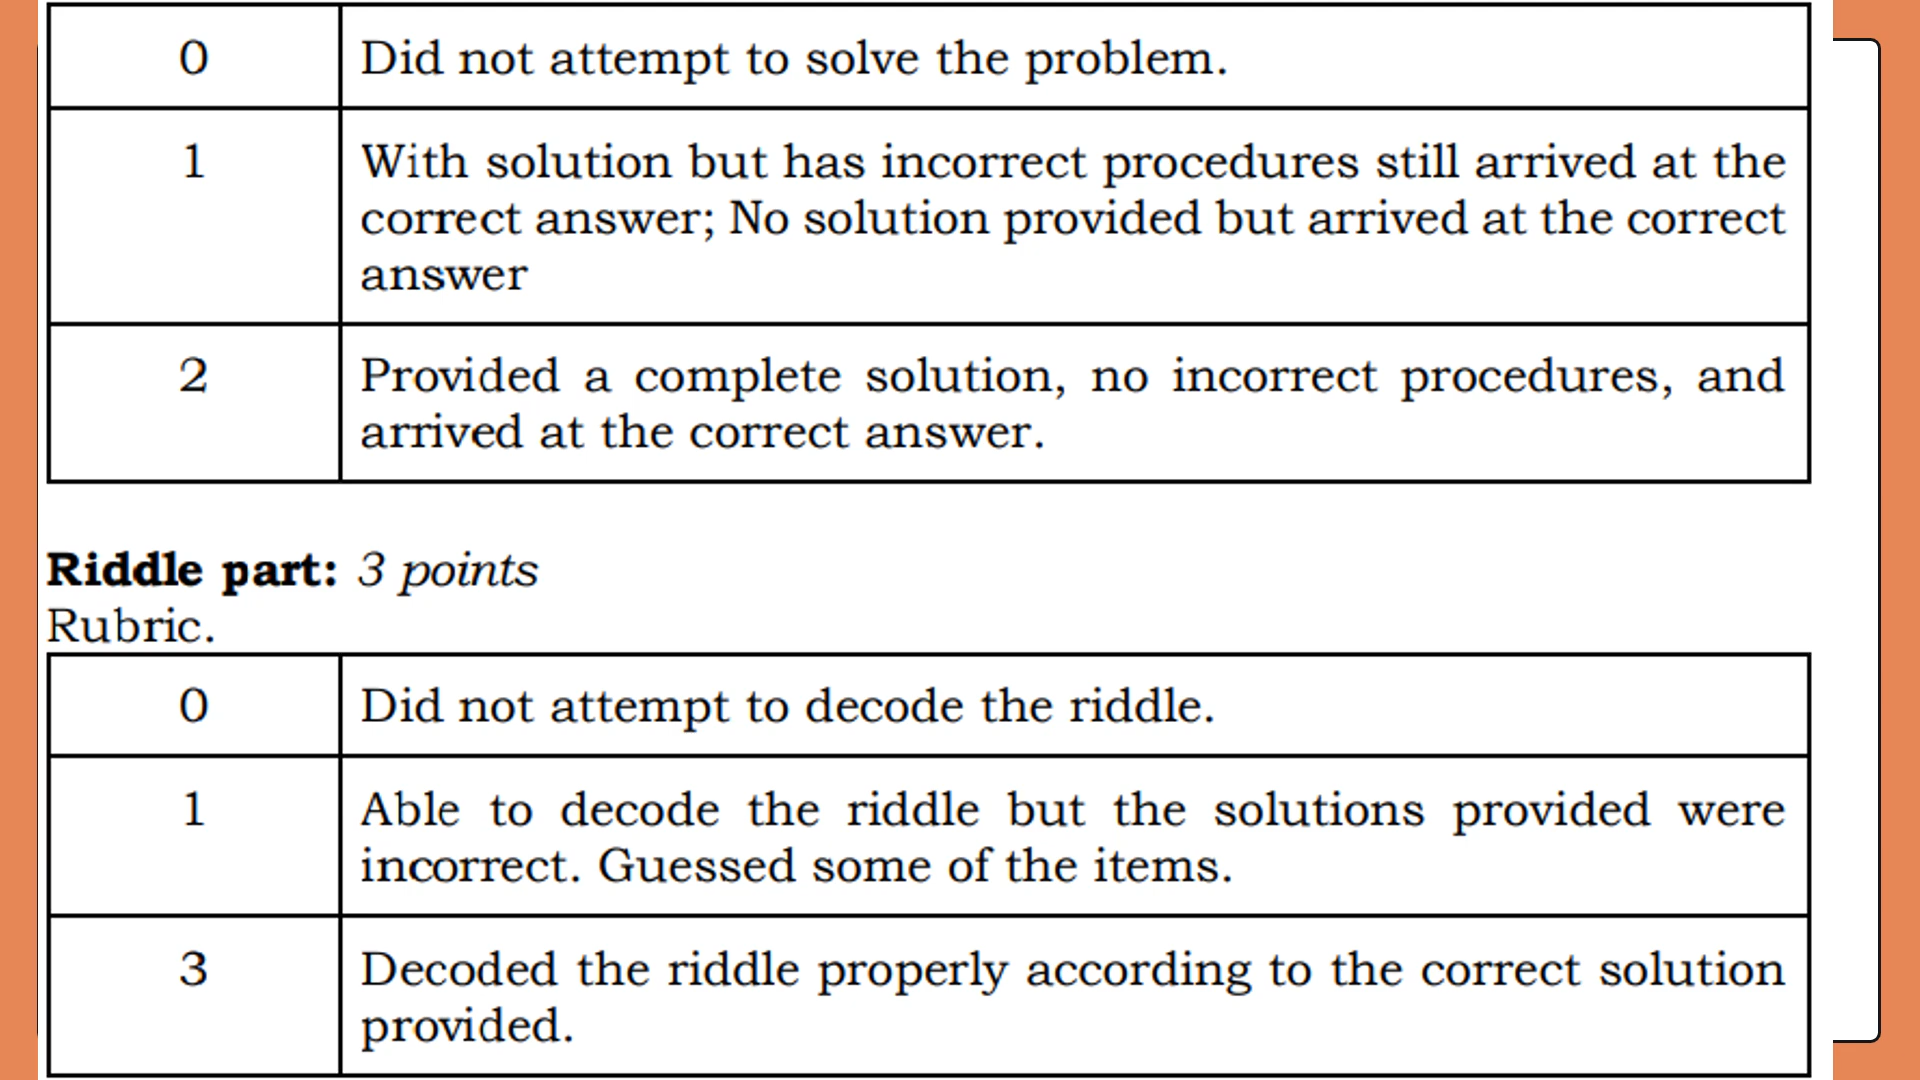 0
Did not attempt to solve the problem.
1
With solution but has incorrect procedures still arrived at the
correct answer; No solution provided but arrived at the correct
answer
2
Provided a complete solution, no incorrect procedures, and
arrived at the correct answer.
Riddle part: 3 points
Rubric.
0
Did not attempt to decode the riddle.
1
Able to decode the riddle but the solutions provided were
incorrect. Guessed some of the items.
3
Decoded the riddle properly according to the correct solution
provided.